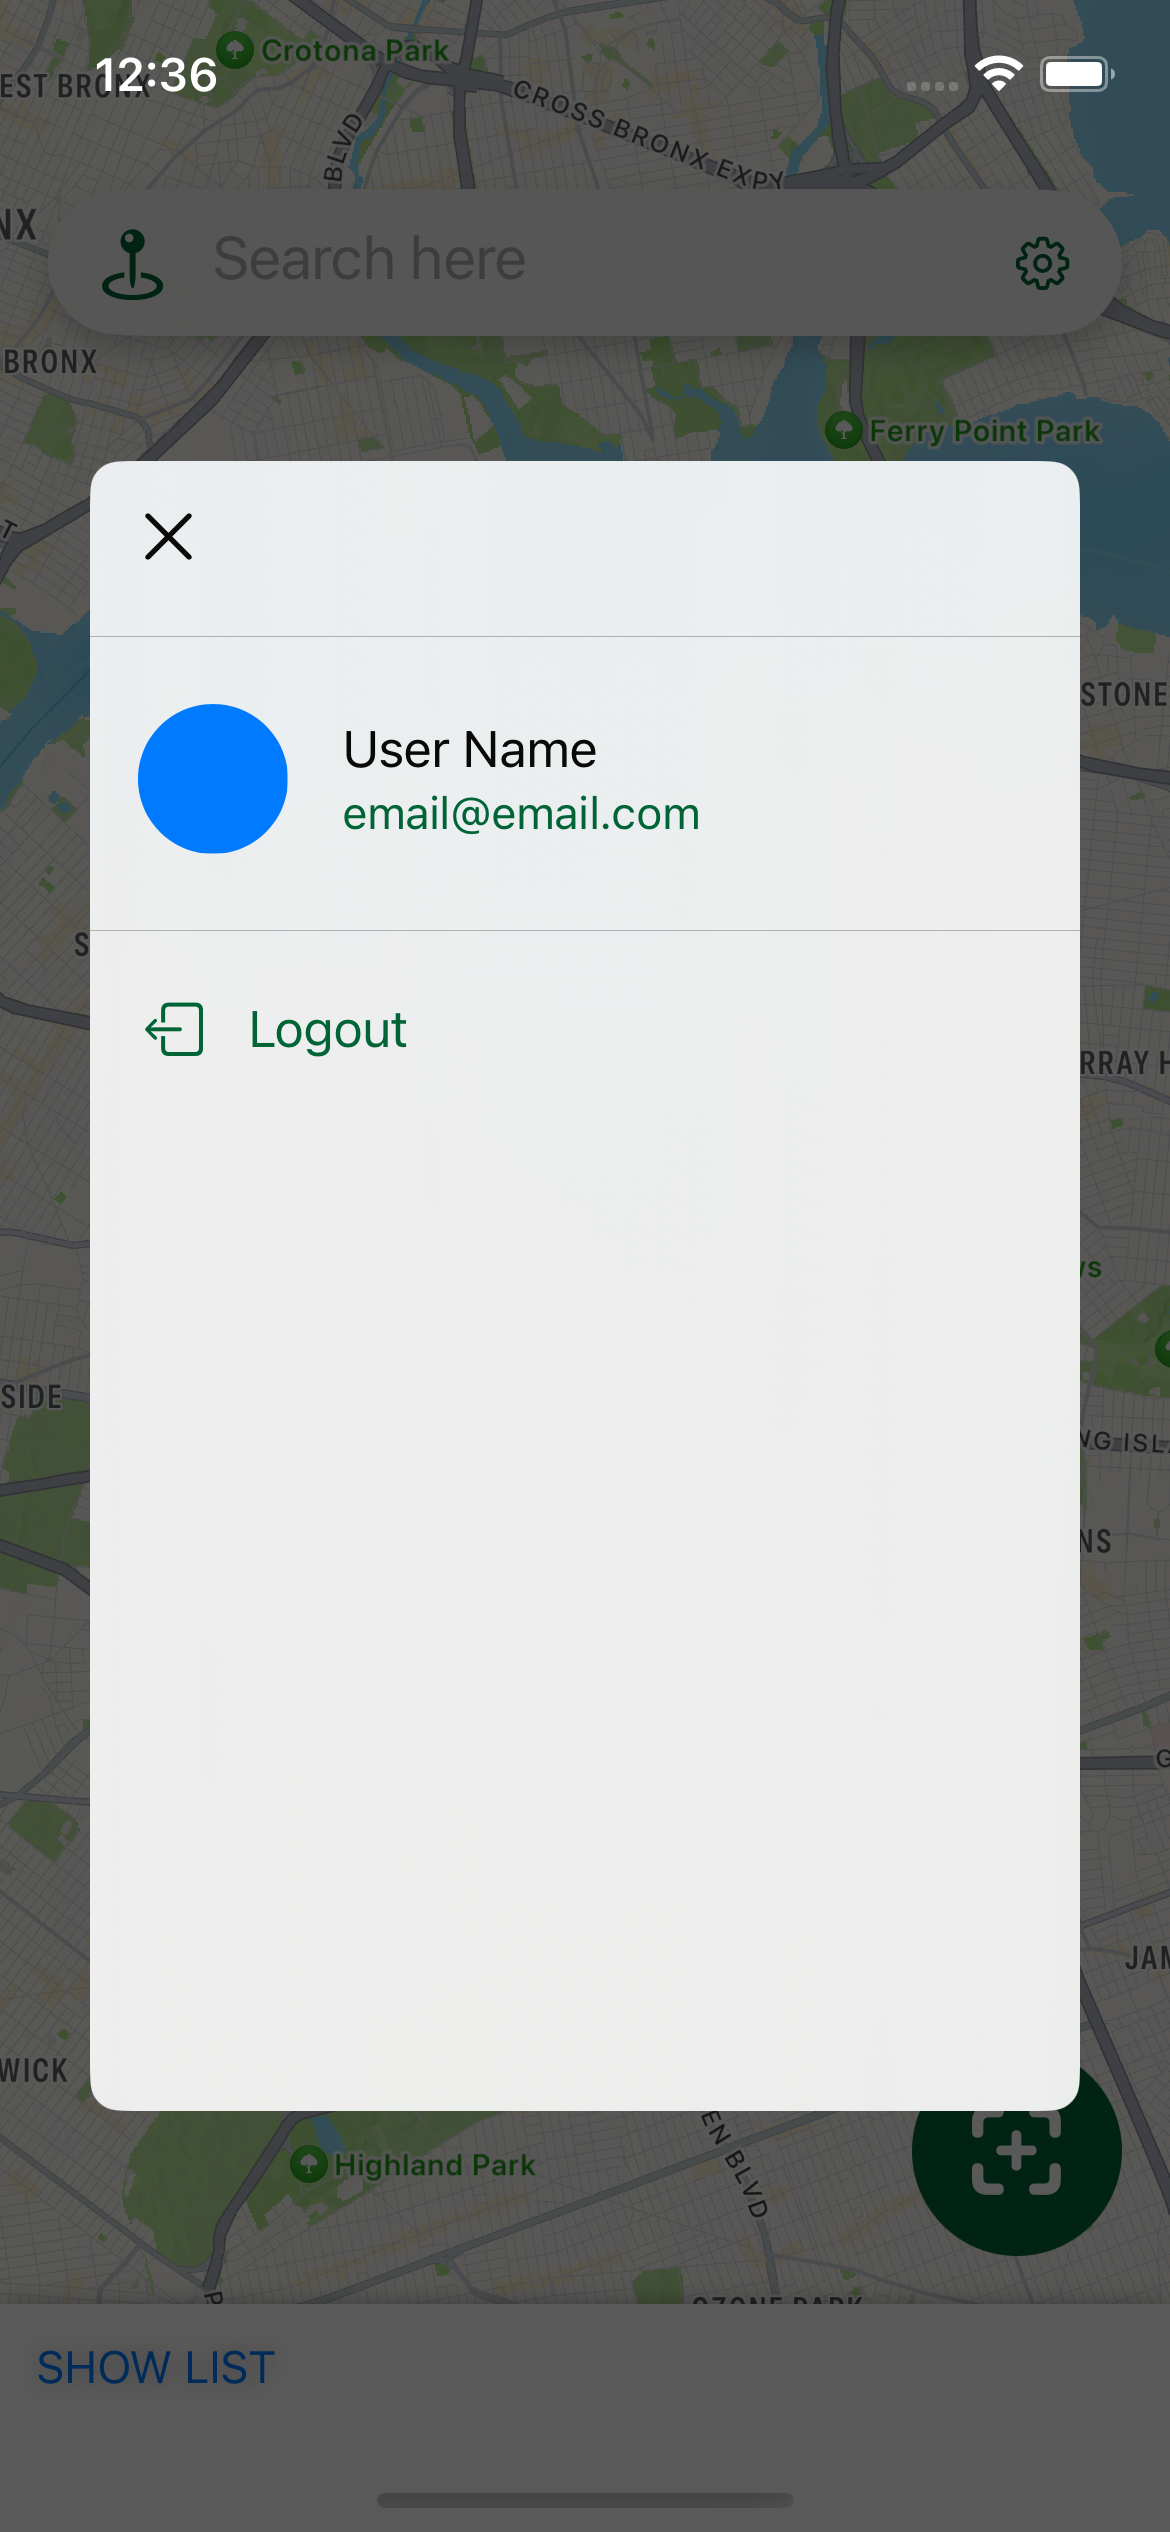 Crotona Park
12:36
EST BRONX
CROSS BRONX EXPY
BLVD
NX
Search here
BRONX
Ferry Point Park
T
STONE
User Name
email@email.com
S
Logout
RRAY H
ws
SIDE
NG ISLA
NS
G
JAM
WICK
EN BLVD
Highland Park
P
OZONE PARK
SHOW LIST